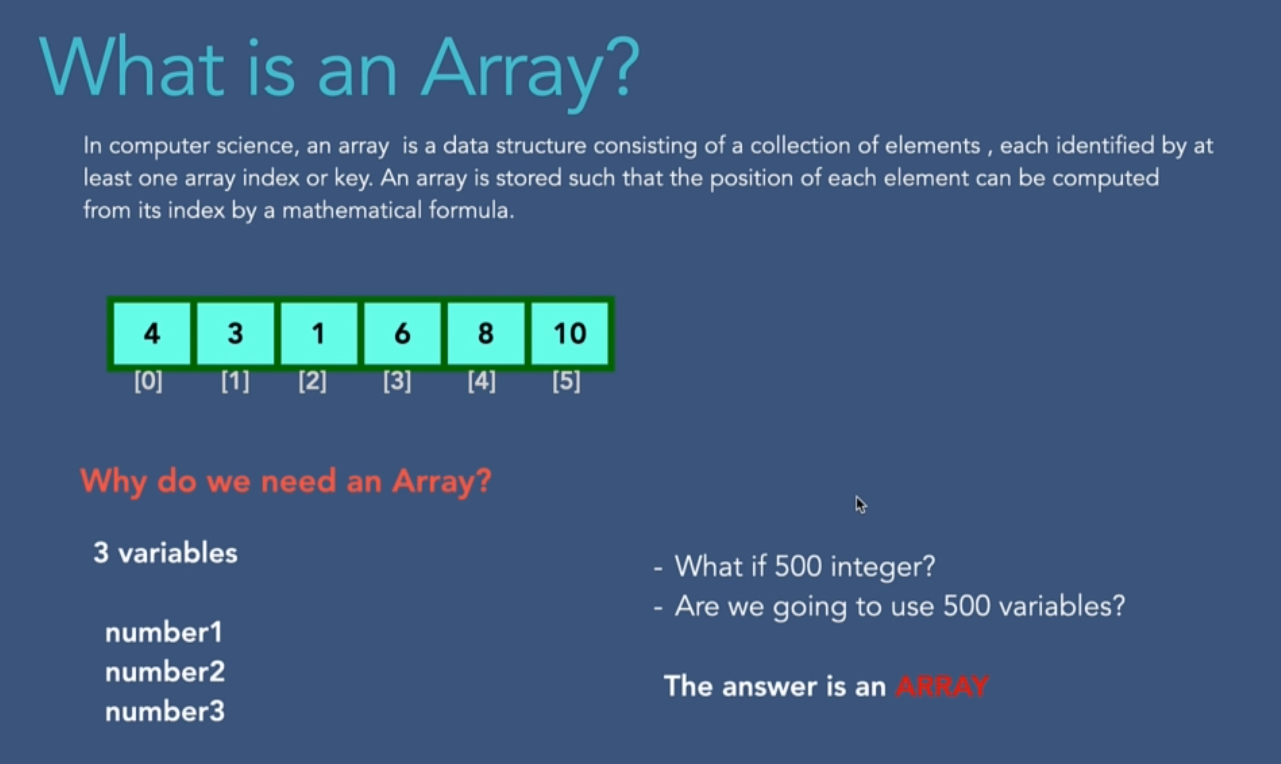 What is an Array?
In computer science, an array is a data structure consisting of a collection of elements , each identified by at
least one array index or key. An array is stored such that the position of each element can be computed
from its index by a mathematical formula.
4 3 1 6 8 10
[0] [1] [2] [3] [4] [5]
Why do we need an Array?
3 variables
number1
number2
number3
- What if 500 integer?
- Are we going to use 500 variables?
The answer is an ARRAY